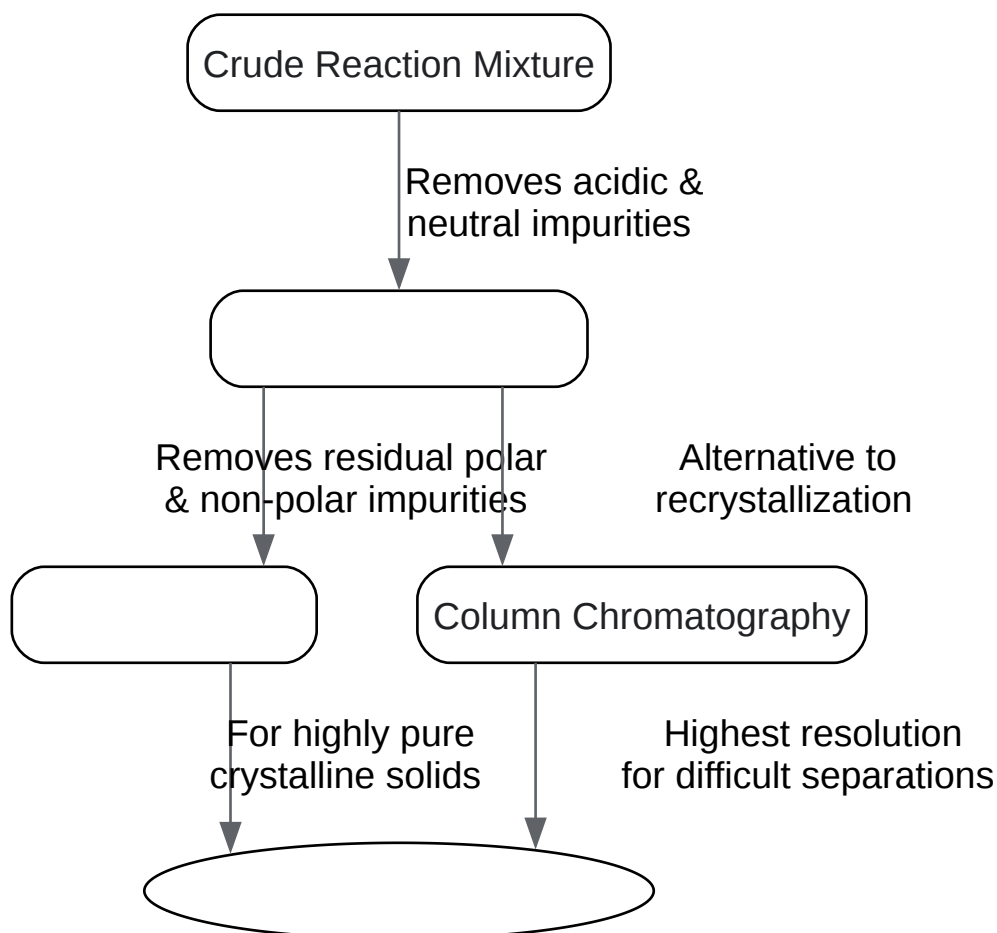 Crude Reaction Mixture
Removes acidic &
neutral impurities
Removes residual polar
& non-polar impurities
Alternative to
recrystallization
Column Chromatography
For highly pure
crystalline solids
Highest resolution
for difficult separations